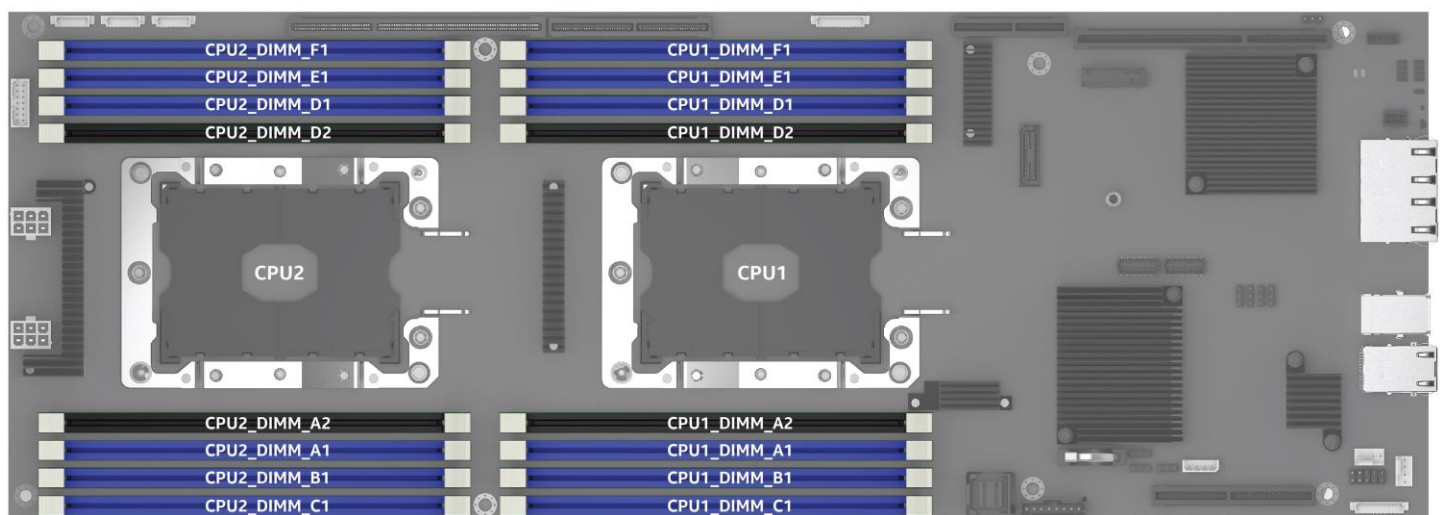 CPU2_DIMM_F1 CPU1_DIMM_F1
CPU2_DIMM_E1 CPU1_DIMM_E1
CPU2_DIMM_D1 CPU1_DIMM_D1
CPU2_DIMM_D2 CPU1_DIMM_D2
CPU2 CPU1
CPU2_DIMM_A2 CPU1_DIMM_A2
CPU2_DIMM_A1 CPU1_DIMM_A1
CPU2_DIMM_B1 CPU1_DIMM_B1
CPU2_DIMM_C1 CPU1_DIMM_C1